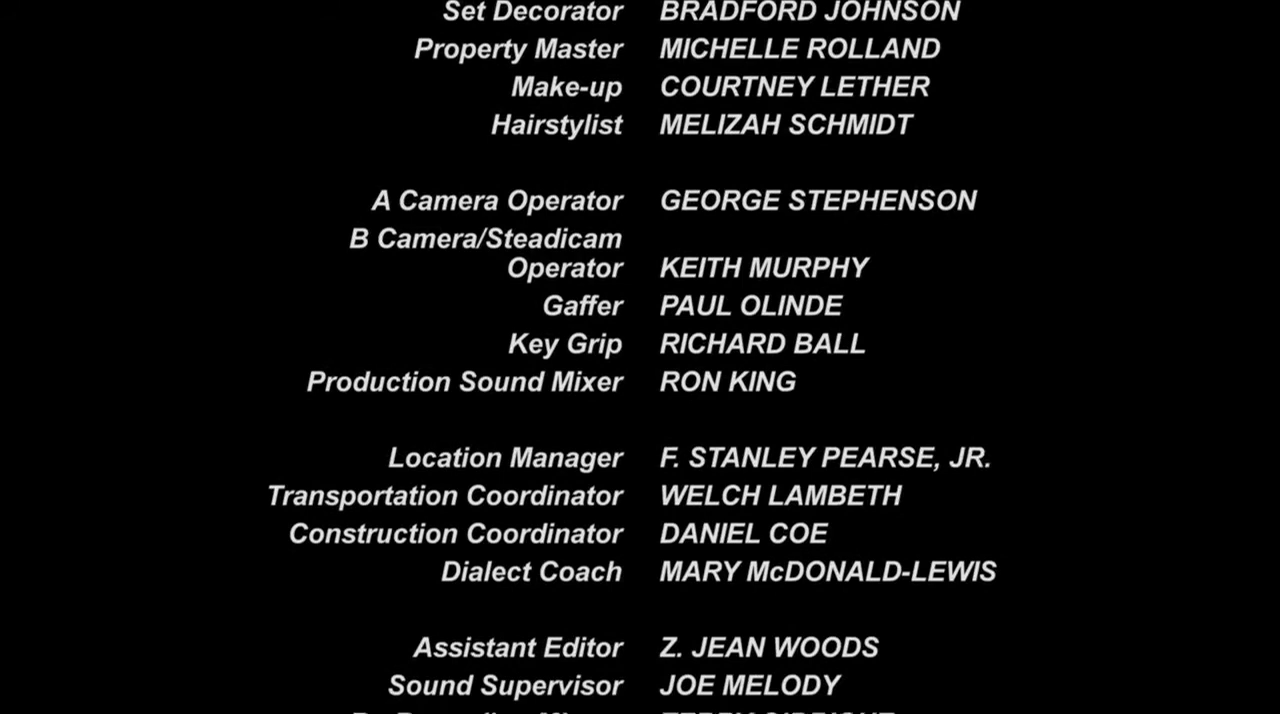 Set Decorator BRADFORD JOHNSON
Property Master MICHELLE ROLLAND
Make-up COURTNEY LETHER
Hairstylist MELIZAH SCHMIDT
A Camera Operator GEORGE STEPHENSON
B Camera/Steadicam
Operator KEITH MURPHY
Gaffer PAUL OLINDE
Key Grip RICHARD BALL
Production Sound Mixer RON KING
Location Manager F. STANLEY PEARSE, JR.
Transportation Coordinator WELCH LAMBETH
Construction Coordinator DANIEL COE
Dialect Coach MARY McDONALD-LEWIS
Assistant Editor Z. JEAN WOODS
Sound Supervisor JOE MELODY